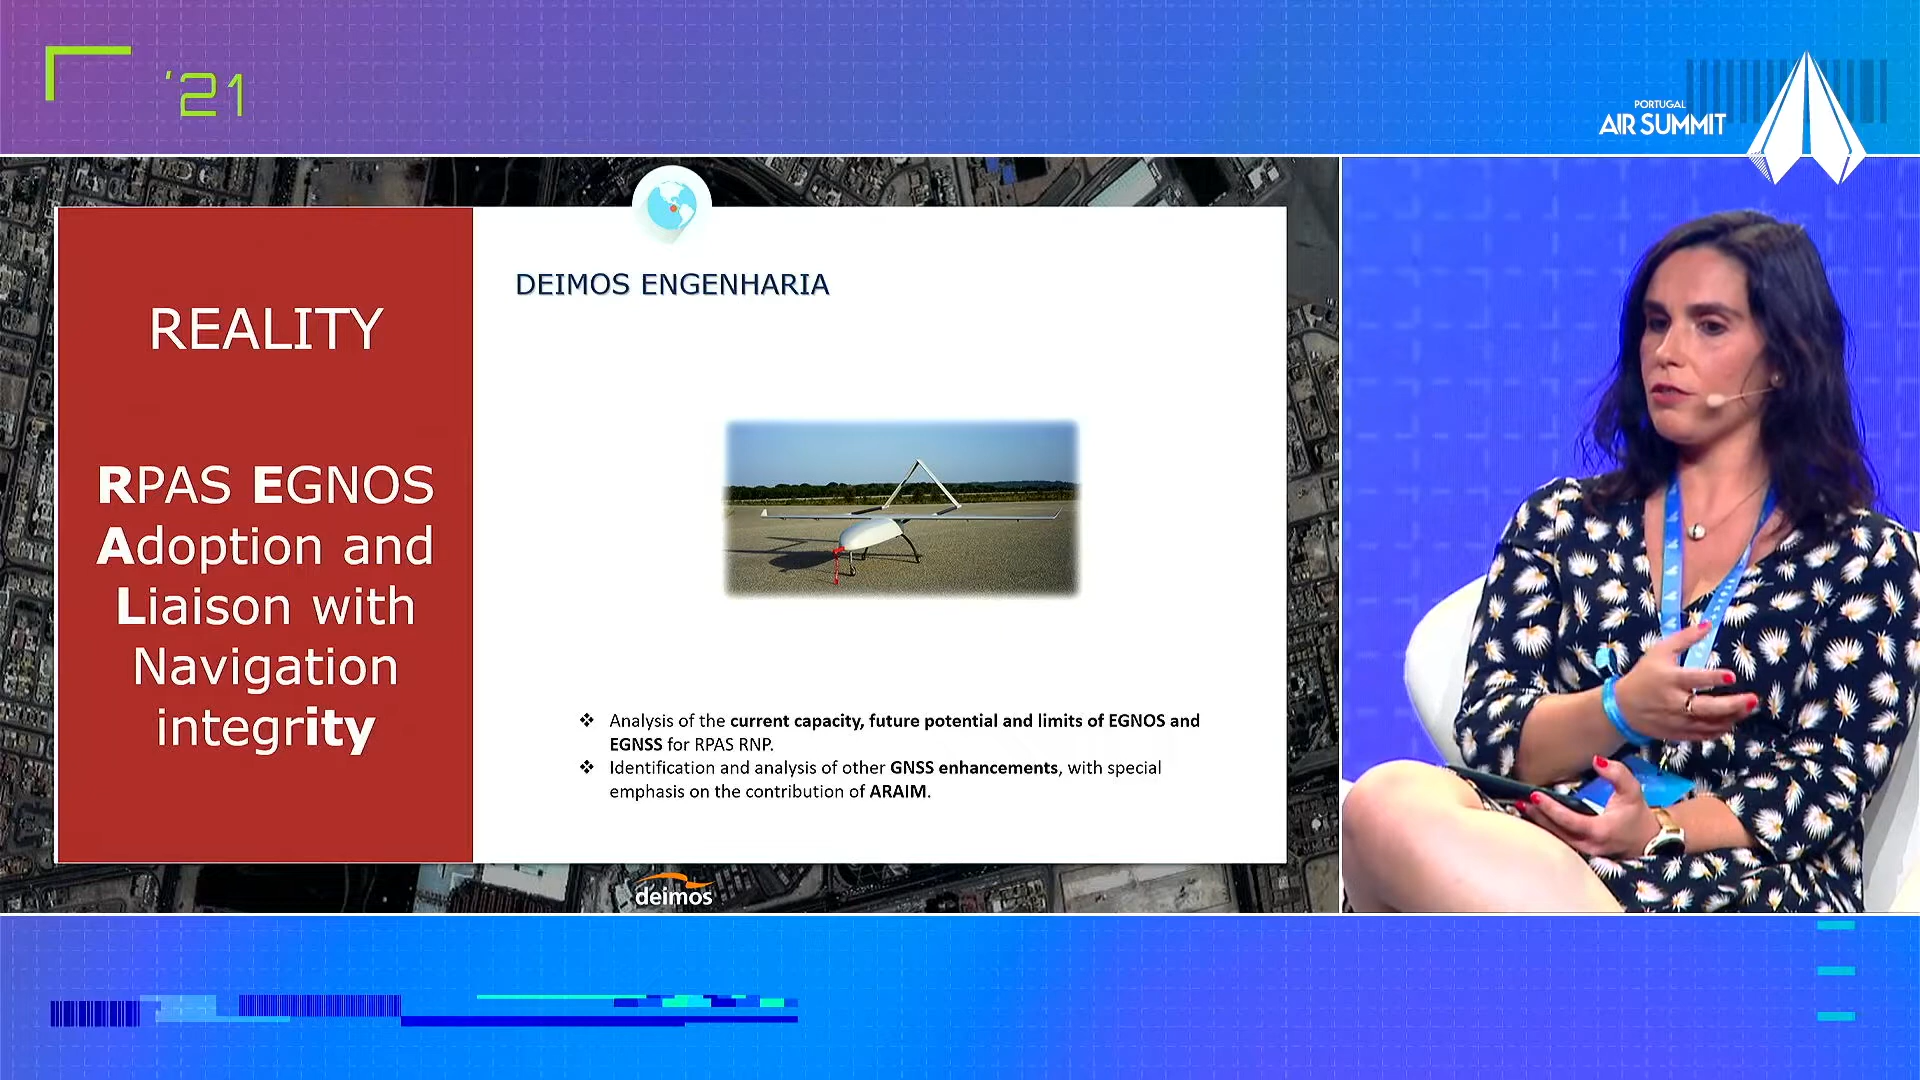 '21
PORTUGAL
AIR SUMMIT
REALITY
RPAS EGNOS
Adoption and
Liaison with
Navigation
integrity
DEIMOS ENGENHARIA
❖ Analysis of the current capacity, future potential and limits of EGNOS and
EGNSS for RPAS RNP.
❖ Identification and analysis of other GNSS enhancements, with special
emphasis on the contribution of ARAIM.
deimos